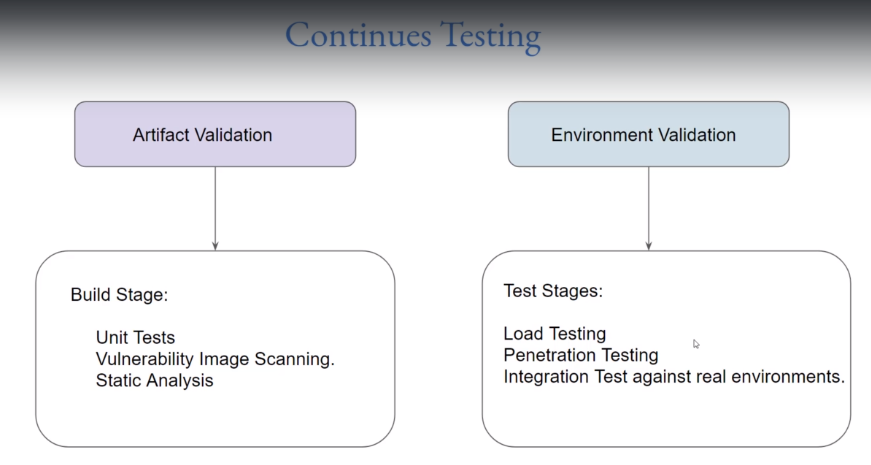 Continues Testing
Artifact Validation
Environment Validation
Build Stage:
Unit Tests
Vulnerability Image Scanning.
Static Analysis
Test Stages:
Load Testing
Penetration Testing
Integration Test against real environments.